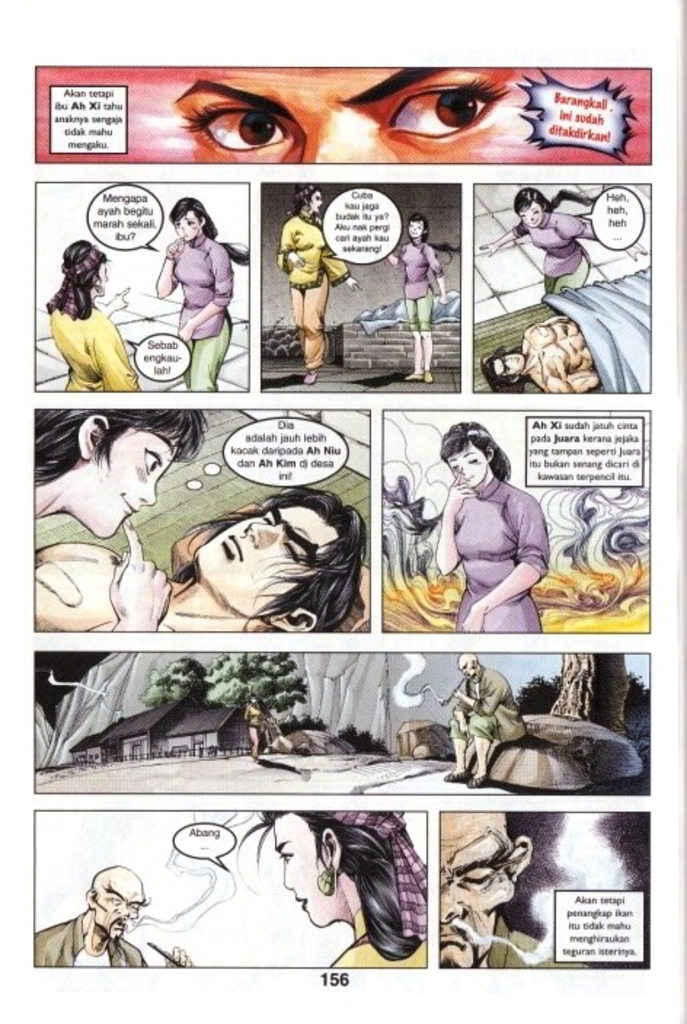 Akan tetapi
ibu Ah Xi tahu
anaknya sengaja
tidak mahu
mengaku.
Barangkali,
ini sudah
ditakdirkan!
Mengapa
ayah begitu
marah sekali,
ibu?
Sebab
engkau-
lah!
Cuba
kau jaga
budak itu ya?
Aku nak pergi
cari ayah kau
sekarang!
Heh,
heh,
heh
...
Dia
adalah jauh lebih
kacak daripada Ah Niu
dan Ah Kim di desa
ini!
Ah Xi sudah jatuh cinta
pada Juara kerana jejaka
yang tampan seperti Juara
itu bukan senang dicari di
kawasan terpencil itu.
Abang
...
Akan tetapi
penangkap ikan
itu tidak mahu
menghiraukan
teguran isterinya.
156